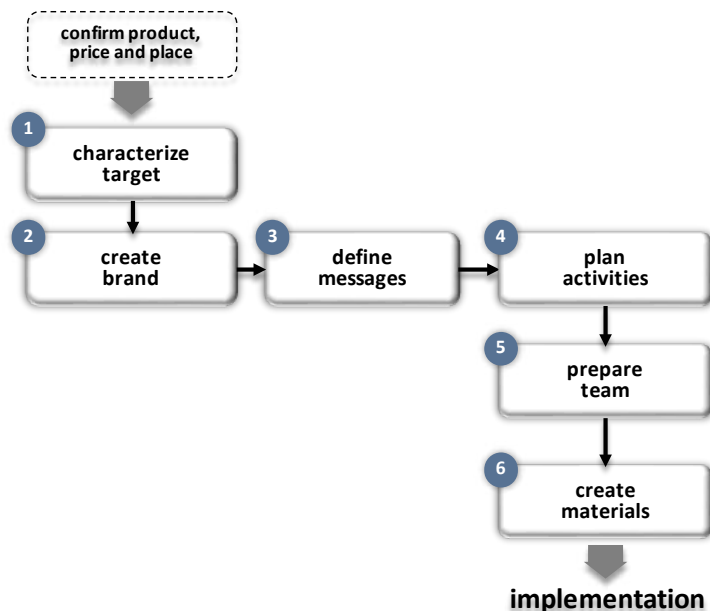 confirm product,
price and place
1
characterize
target
2
create
brand
3
define
messages
4
plan
activities
5
prepare
team
6
create
materials
implementation